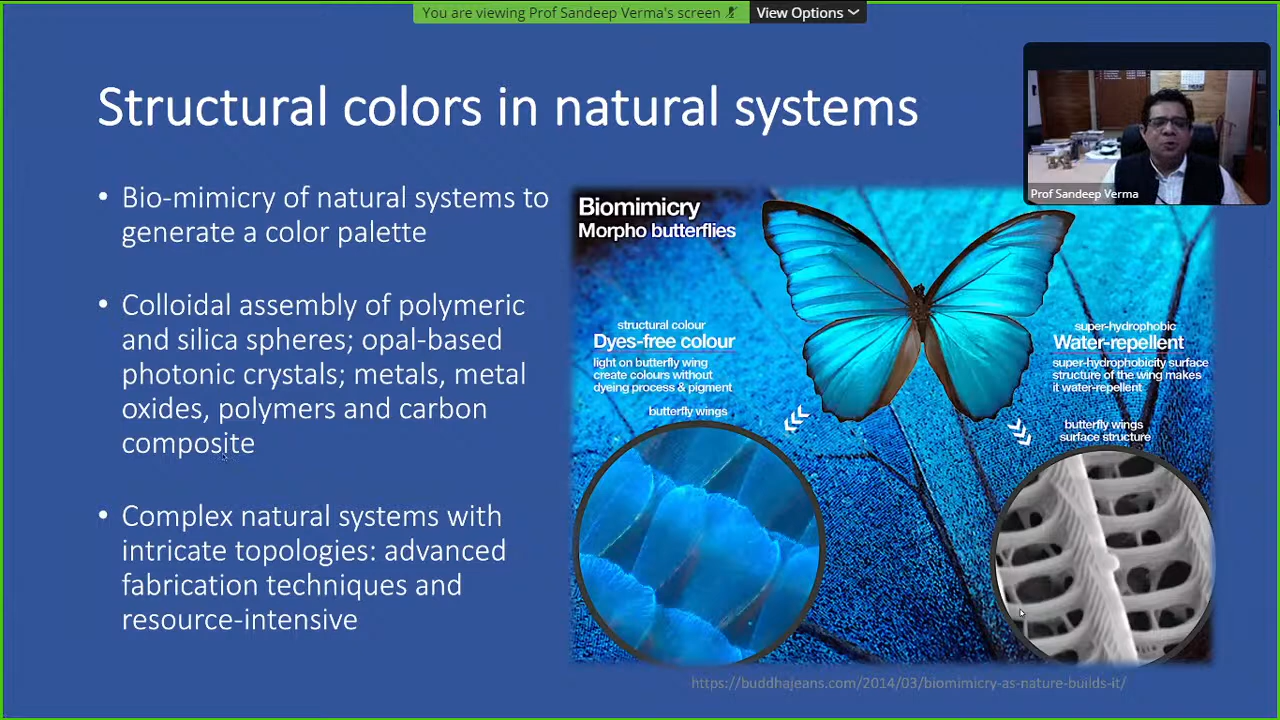 You are viewing Prof Sandeep Verma's screen
View Options
Structural colors in natural systems
Prof Sandeep Verma
• Bio-mimicry of natural systems to
generate a color palette
• Colloidal assembly of polymeric
and silica spheres; opal-based
photonic crystals; metals, metal
oxides, polymers and carbon
composite
• Complex natural systems with
intricate topologies: advanced
fabrication techniques and
resource-intensive
Biomimicry
Morpho butterflies
structural colour
Dyes-free colour
light on butterfly wing
create colours without
dyeing process & pigment
butterfly wings
super-hydrophobic
Water-repellent
super-hydrophobicity surface
structure of the wing makes
it water-repellent
butterfly wings
surface structure
https://buddhajeans.com/2014/03/biomimicry-as-nature-builds-it/